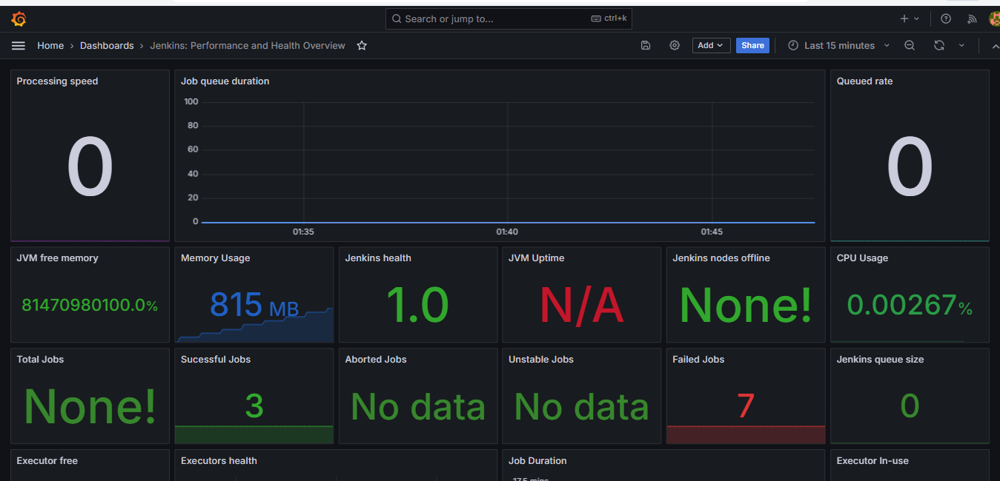 Search or jump to...
ctrl+k
Home › Dashboards › Jenkins: Performance and Health Overview
Add
Share
Last 15 minutes
Processing speed
0
Job queue duration
100
80
60
40
20
0
01:35
01:40
01:45
Queued rate
0
JVM free memory
81470980100.0%
Memory Usage
815 MB
Jenkins health
1.0
JVM Uptime
N/A
Jenkins nodes offline
None!
CPU Usage
0.00267%
Total Jobs
None!
Sucessful Jobs
3
Aborted Jobs
No data
Unstable Jobs
No data
Failed Jobs
7
Jenkins queue size
0
Executor free
Executors health
Job Duration
17.5 mins
Executor In-use